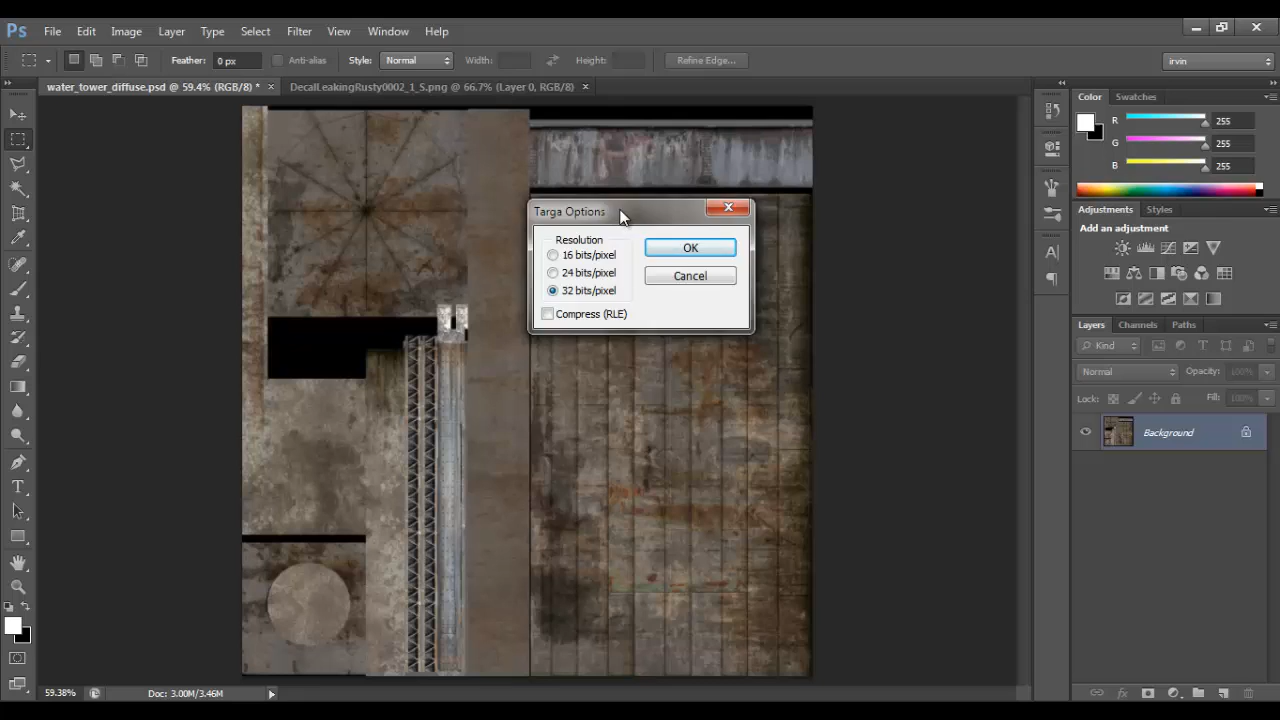 Ps File Edit Image Layer Type Select Filter View Window Help
Feather: 0 px Anti-alias Style: Normal Width: Height: Refine Edge... irvin
water_tower_diffuse.psd @ 59.4% (RGB/8) * × DecalLeakingRusty0002_1_S.png @ 66.7% (Layer 0, RGB/8) ×
Color Swatches
R 255
G 255
B 255
Adjustments Styles
Add an adjustment
Layers Channels Paths
Kind
Normal Opacity: 100%
Lock: Fill: 100%
Background
Targa Options
Resolution
16 bits/pixel
24 bits/pixel
32 bits/pixel
Compress (RLE)
OK
Cancel
59.38% Doc: 3.00M/3.46M